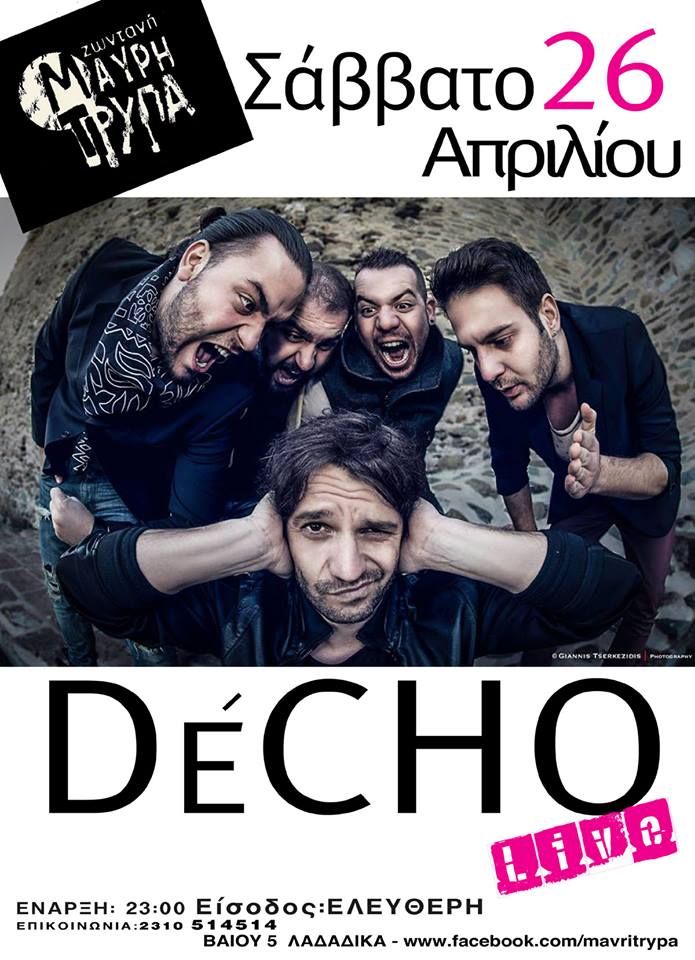 ζωντανή
ΜΑΥΡΗ
ΤΡΥΠΑ
Σάββατο 26
Απριλίου
© GIANNIS TSERKEZIDIS | PHOTOGRAPHY
DÉCHO
Live
ΕΝΑΡΞΗ: 23:00 Είσοδος:ΕΛΕΥΘΕΡΗ
ΕΠΙΚΟΙΝΩΝΙΑ:2310 514514
ΒΑΙΟΥ 5 ΛΑΔΑΔΙΚΑ - www.facebook.com/mavritrypa